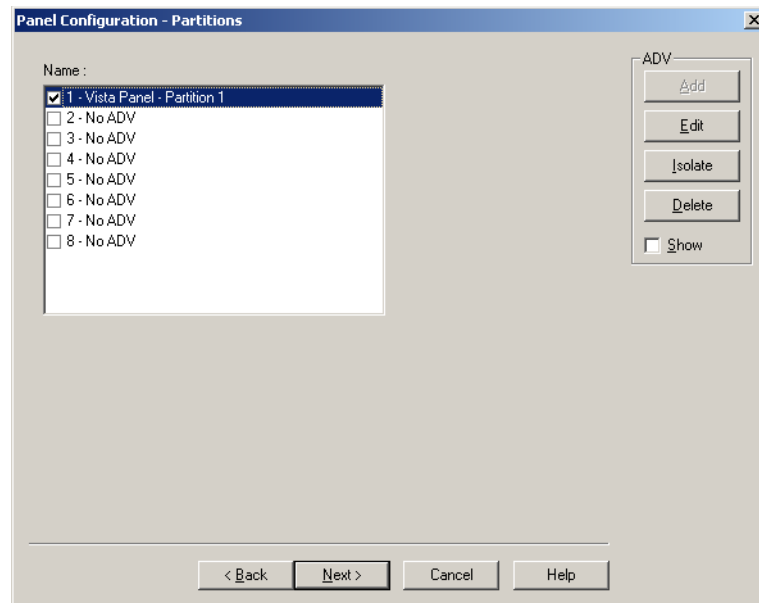 Panel Configuration - Partitions
Name :
1 - Vista Panel - Partition 1
2 - No ADV
3 - No ADV
4 - No ADV
5 - No ADV
6 - No ADV
7 - No ADV
8 - No ADV
ADV
Add
Edit
Isolate
Delete
Show
< Back
Next >
Cancel
Help